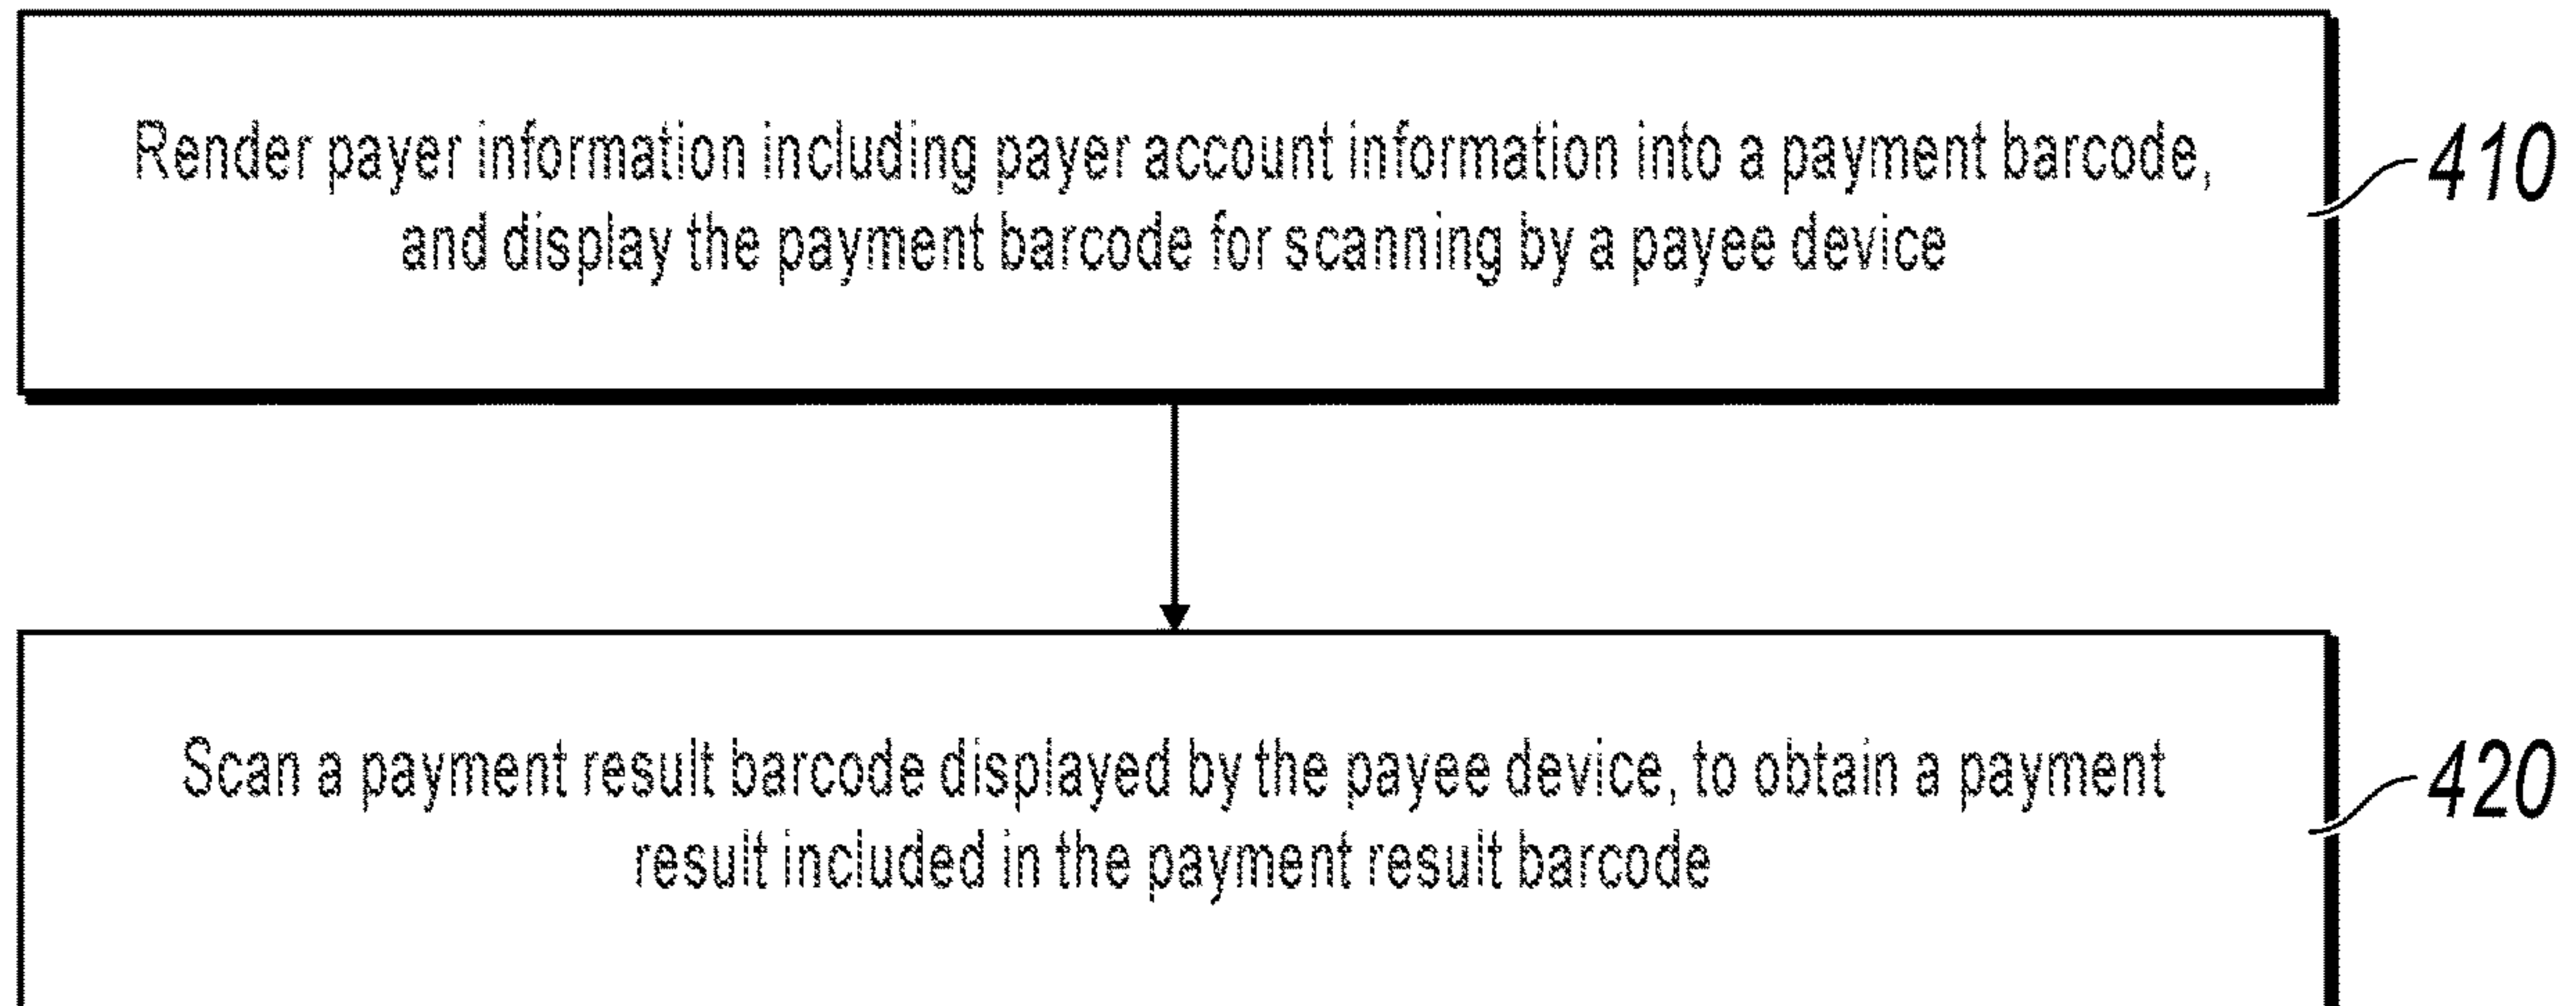 Render payer information including payer account information into a payment barcode,
and display the payment barcode for scanning by a payee device
410
Scan a payment result barcode displayed by the payee device, to obtain a payment
result included in the payment result barcode
420